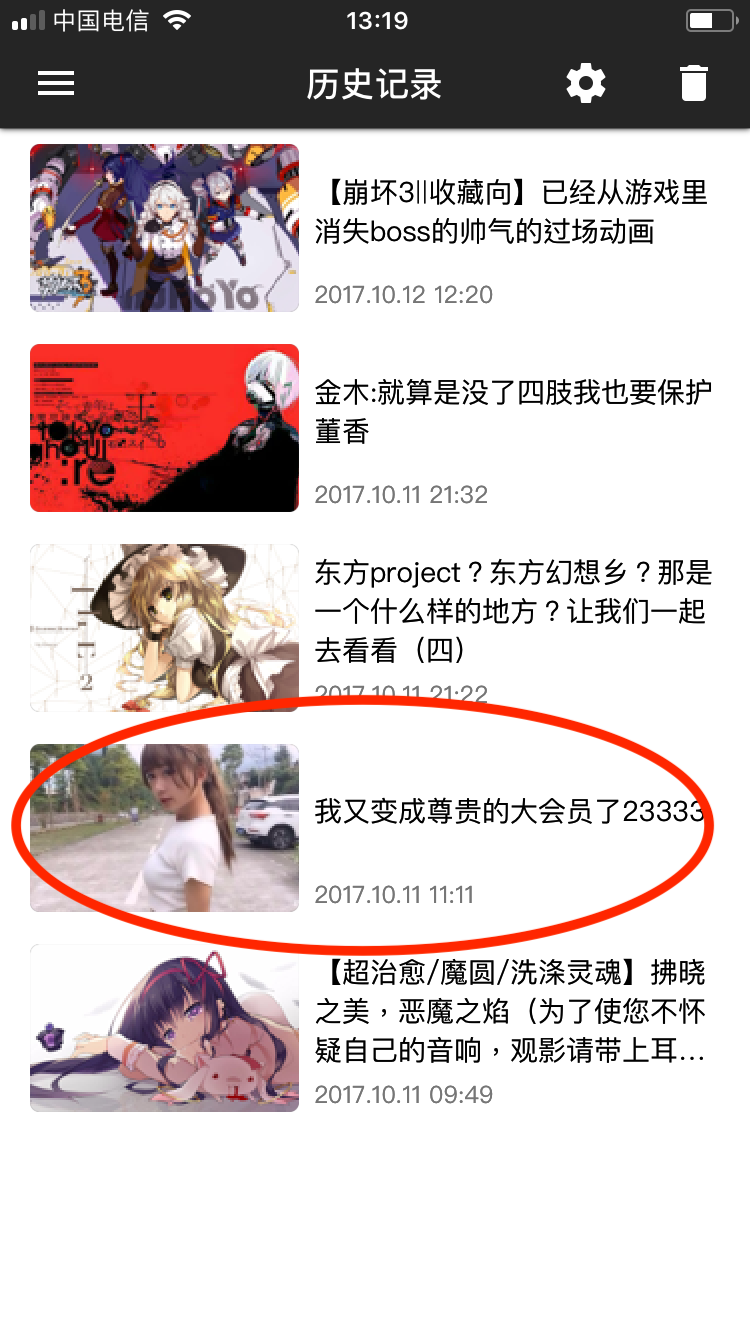 中国电信
13:19
历史记录
【崩坏3||收藏向】已经从游戏里
消失boss的帅气的过场动画
2017.10.12 12:20
tokyo
ghoul
:re
金木:就算是没了四肢我也要保护
董香
2017.10.11 21:32
2
东方project？东方幻想乡？那是
一个什么样的地方？让我们一起
去看看（四）
2017.10.11 21:22
我又变成尊贵的大会员了23333
2017.10.11 11:11
【超治愈/魔圆/洗涤灵魂】拂晓
之美，恶魔之焰（为了使您不怀
疑自己的音响，观影请带上耳...
2017.10.11 09:49